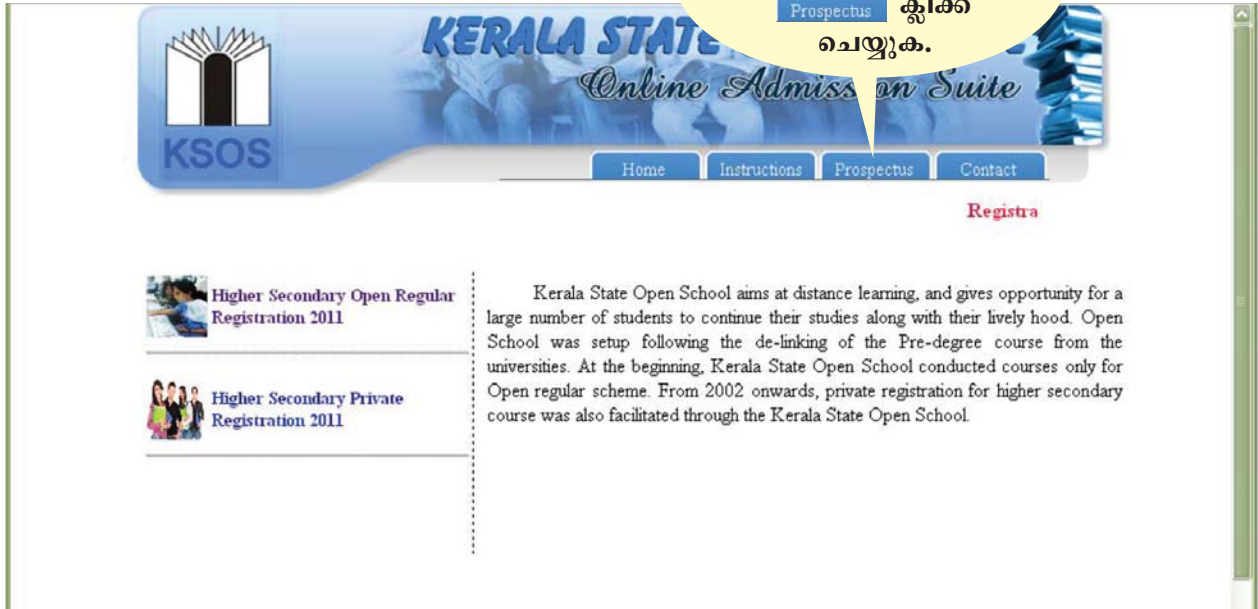 Prospectus ക്ലിക്ക്
ചെയ്യുക.
KERALA STATE
Online Admission Suite
KSOS
Home Instructions Prospectus Contact
Registra
Higher Secondary Open Regular
Registration 2011
Higher Secondary Private
Registration 2011
Kerala State Open School aims at distance learning, and gives opportunity for a
large number of students to continue their studies along with their lively hood. Open
School was setup following the de-linking of the Pre-degree course from the
universities. At the beginning, Kerala State Open School conducted courses only for
Open regular scheme. From 2002 onwards, private registration for higher secondary
course was also facilitated through the Kerala State Open School.